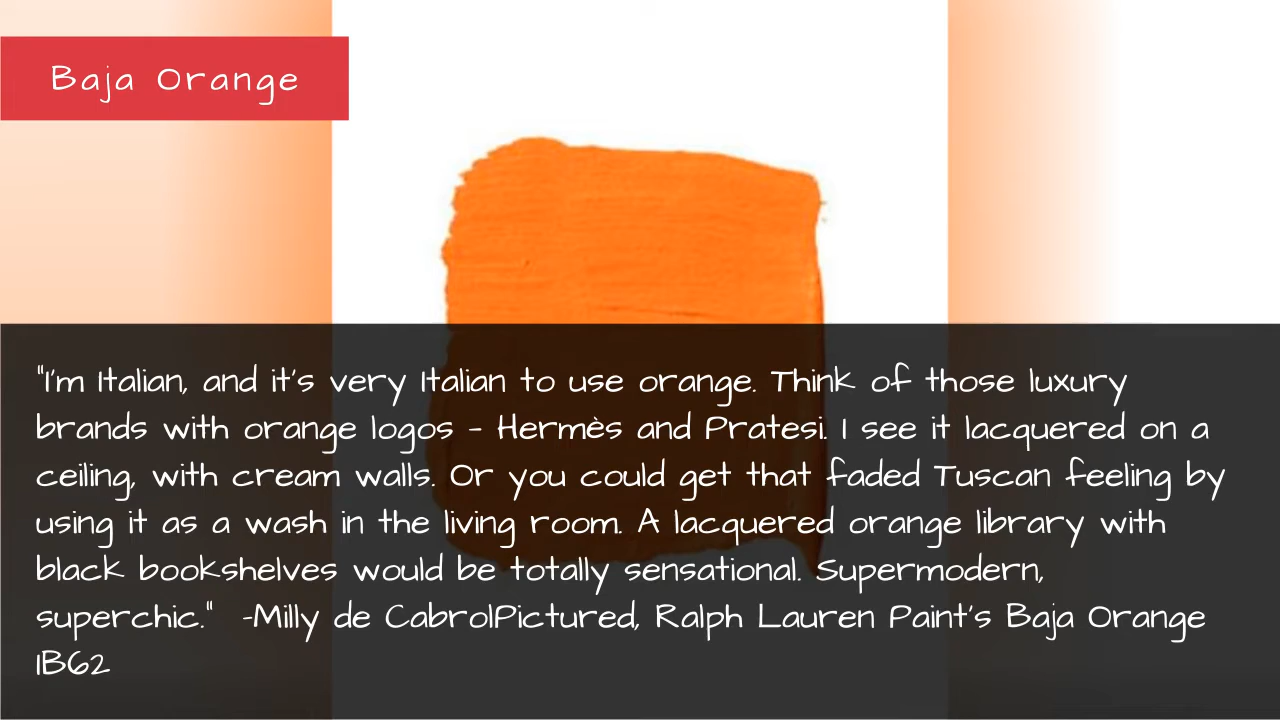 Baja Orange
"I'm Italian, and it's very Italian to use orange. Think of those luxury
brands with orange logos - Hermès and Pratesi. I see it lacquered on a
ceiling, with cream walls. Or you could get that faded Tuscan feeling by
using it as a wash in the living room. A lacquered orange library with
black bookshelves would be totally sensational. Supermodern,
superchic."  -Milly de CabrolPictured, Ralph Lauren Paint's Baja Orange
IB62